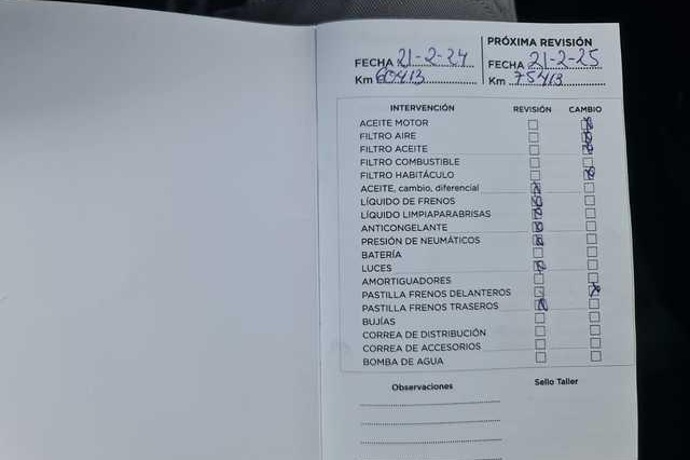 PRÓXIMA REVISIÓN
FECHA 21-2-24 FECHA 21-2-25
Km 60413 Km 75413
INTERVENCIÓN REVISIÓN CAMBIO
ACEITE MOTOR
FILTRO AIRE
FILTRO ACEITE
FILTRO COMBUSTIBLE
FILTRO HABITÁCULO
ACEITE, cambio, diferencial
LÍQUIDO DE FRENOS
LÍQUIDO LIMPIAPARABRISAS
ANTICONGELANTE
PRESIÓN DE NEUMÁTICOS
BATERÍA
LUCES
AMORTIGUADORES
PASTILLA FRENOS DELANTEROS
PASTILLA FRENOS TRASEROS
BUJÍAS
CORREA DE DISTRIBUCIÓN
CORREA DE ACCESORIOS
BOMBA DE AGUA
Observaciones Sello Taller